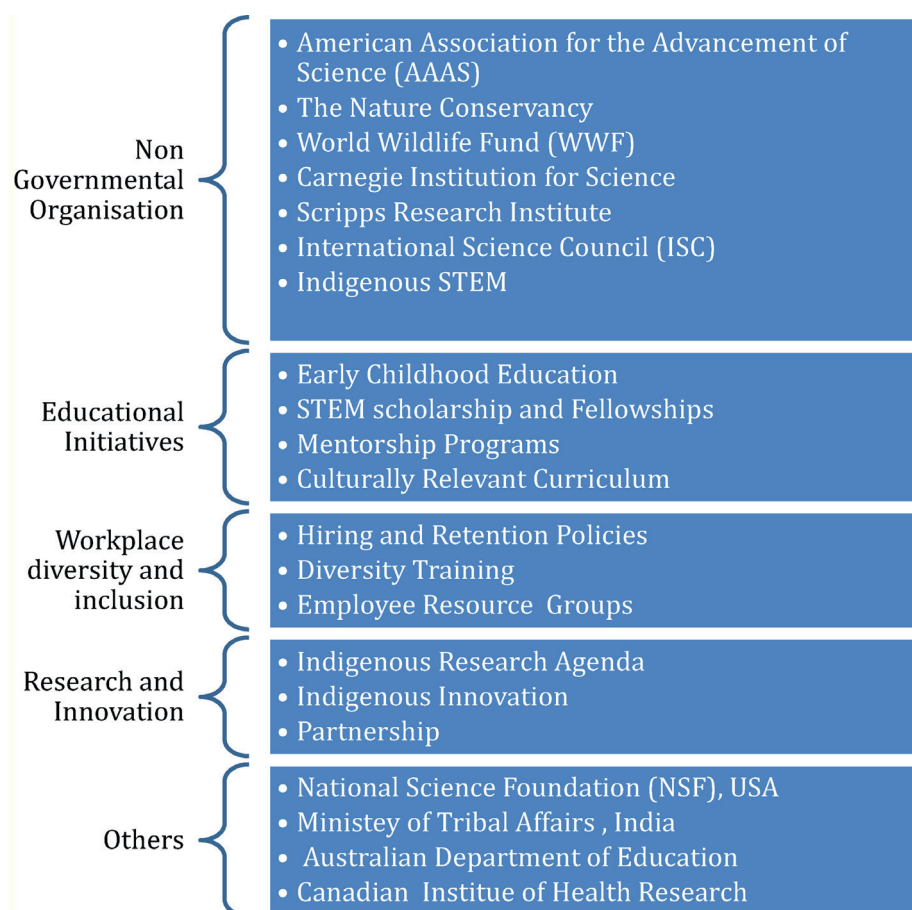 Non
Governmental
Organisation
• American Association for the Advancement of
Science (AAAS)
• The Nature Conservancy
• World Wildlife Fund (WWF)
• Carnegie Institution for Science
• Scripps Research Institute
• International Science Council (ISC)
• Indigenous STEM
Educational
Initiatives
• Early Childhood Education
• STEM scholarship and Fellowships
• Mentorship Programs
• Culturally Relevant Curriculum
Workplace
diversity and
inclusion
• Hiring and Retention Policies
• Diversity Training
• Employee Resource  Groups
Research and
Innovation
• Indigenous Research Agenda
• Indigenous Innovation
• Partnership
Others
• National Science Foundation (NSF), USA
• Ministey of Tribal Affairs , India
•  Australian Department of Education
• Canadian  Institue of Health Research